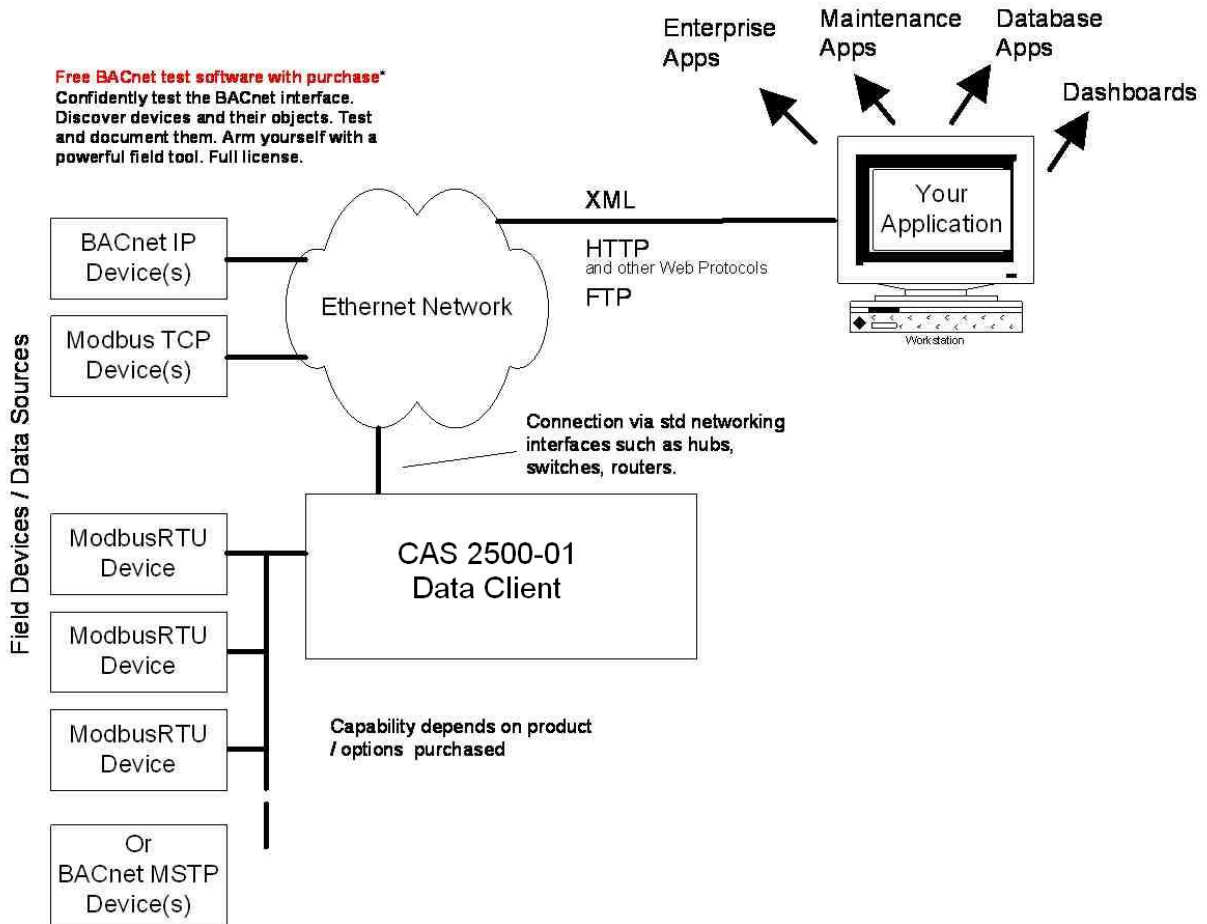 Enterprise
Apps
Maintenance
Apps
Database
Apps
Dashboards
Free BACnet test software with purchase*
Confidently test the BACnet interface.
Discover devices and their objects. Test
and document them. Arm yourself with a
powerful field tool. Full license.
BACnet IP
Device(s)
Modbus TCP
Device(s)
Ethernet Network
XML
HTTP
and other Web Protocols
FTP
Your
Application
Workstation
Field Devices / Data Sources
Connection via std networking
interfaces such as hubs,
switches, routers.
ModbusRTU
Device
CAS 2500-01
Data Client
ModbusRTU
Device
ModbusRTU
Device
Capability depends on product
/ options purchased
Or
BACnet MSTP
Device(s)